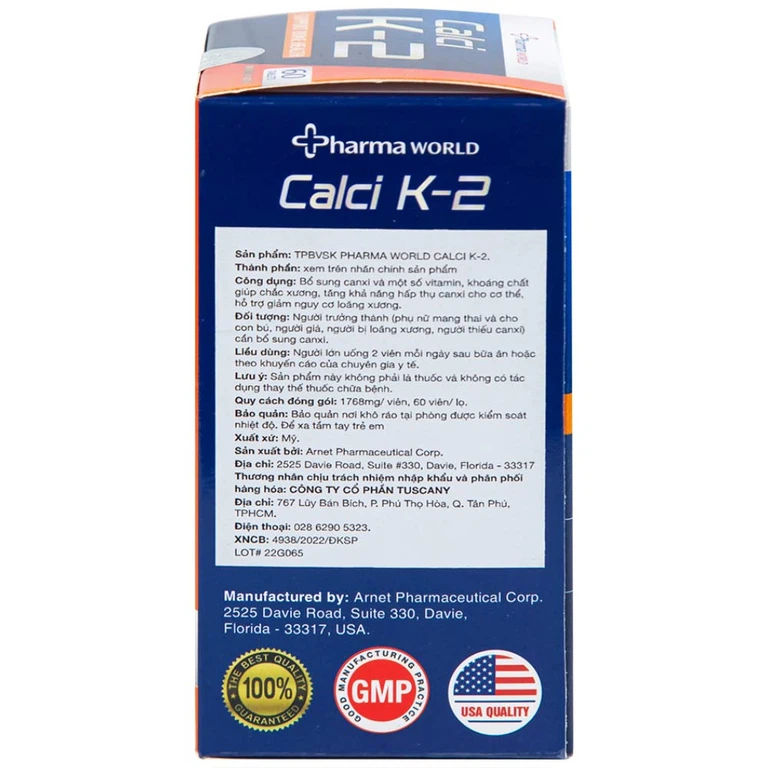 Calci
K-2
Pharma WORLD
60
Pharma WORLD
Calci K-2
Sản phẩm: TPBVSK PHARMA WORLD CALCI K-2.
Thành phần: xem trên nhãn chính sản phẩm
Công dụng: Bổ sung canxi và một số vitamin, khoáng chất
giúp chắc xương, tăng khả năng hấp thụ canxi cho cơ thể,
hỗ trợ giảm nguy cơ loãng xương.
Đối tượng: Người trưởng thành (phụ nữ mang thai và cho
con bú, người già, người bị loãng xương, người thiếu canxi)
cần bổ sung canxi.
Liều dùng: Người lớn uống 2 viên mỗi ngày sau bữa ăn hoặc
theo khuyến cáo của chuyên gia y tế.
Lưu ý: Sản phẩm này không phải là thuốc và không có tác
dụng thay thế thuốc chữa bệnh.
Quy cách đóng gói: 1768mg/ viên, 60 viên/ lọ.
Bảo quản: Bảo quản nơi khô ráo tại phòng được kiểm soát
nhiệt độ. Để xa tầm tay trẻ em
Xuất xứ: Mỹ.
Sản xuất bởi: Arnet Pharmaceutical Corp.
Địa chỉ: 2525 Davie Road, Suite #330, Davie, Florida - 33317
Thương nhân chịu trách nhiệm nhập khẩu và phân phối
hàng hóa: CÔNG TY CỔ PHẦN TUSCANY
Địa chỉ: 767 Lũy Bán Bích, P. Phú Thọ Hòa, Q. Tân Phú,
TPHCM.
Điện thoại: 028 6290 5323.
XNCB: 4938/2022/ĐKSP
LOT# 22G065
Manufactured by: Arnet Pharmaceutical Corp.
2525 Davie Road, Suite 330, Davie,
Florida - 33317, USA.
THE BEST QUALITY
100%
GUARANTEED
GOOD MANUFACTURING PRACTICE
GMP
USA QUALITY